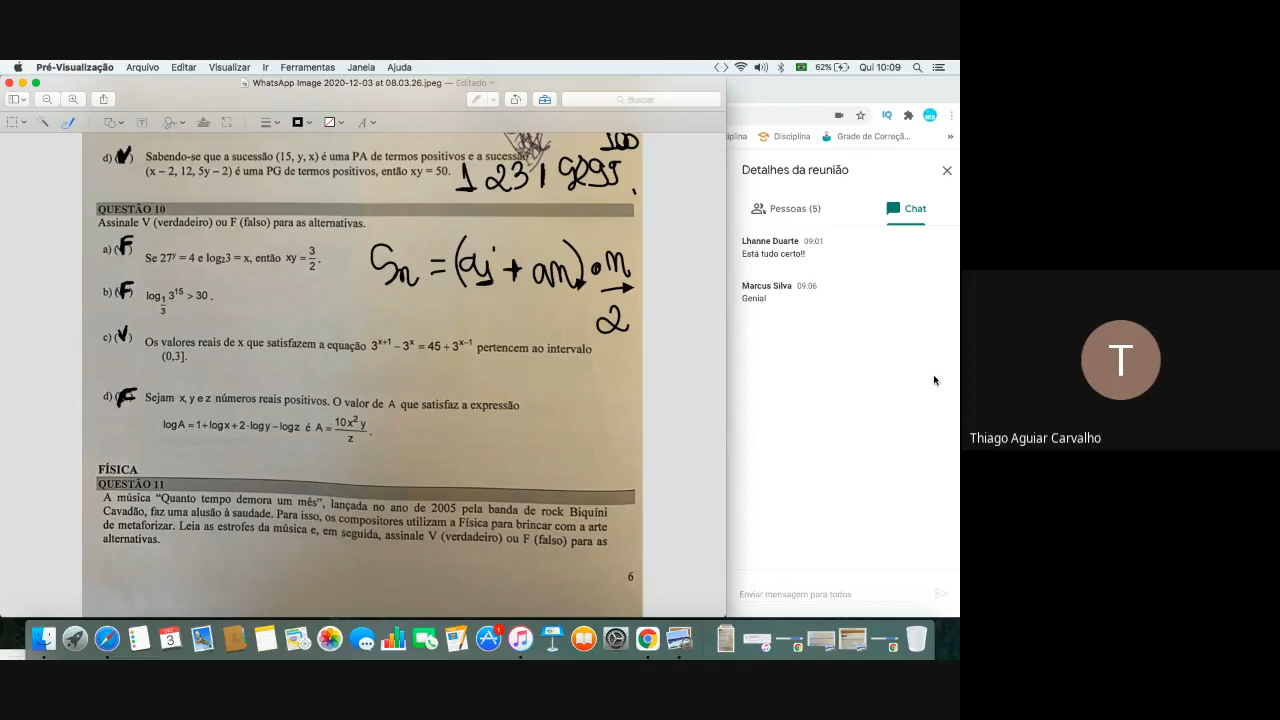 Pré-Visualização Arquivo Editar Visualizar Ir Ferramentas Janela Ajuda 62% Qui 10:09
WhatsApp Image 2020-12-03 at 08.03.26.jpeg — Editado
Buscar
100
d) (V) Sabendo-se que a sucessão (15, y, x) é uma PA de termos positivos e a sucessão
(x – 2, 12, 5y – 2) é uma PG de termos positivos, então xy = 50.
QUESTÃO 10
Assinale V (verdadeiro) ou F (falso) para as alternativas.
a) (F) Se 27^y = 4 e log₂3 = x, então xy = 3/2.
Sn = (a1 + an) • n
2
b) (F) log_{1/3} 3^15 > 30.
c) (V) Os valores reais de x que satisfazem a equação 3^{x+1} – 3^x = 45 + 3^{x–1} pertencem ao intervalo
(0,3].
d) (F) Sejam x, y e z números reais positivos. O valor de A que satisfaz a expressão
logA = 1+logx+2·logy–logz é A = 10x²y/z.
FÍSICA
QUESTÃO 11
A música “Quanto tempo demora um mês”, lançada no ano de 2005 pela banda de rock Biquíni
Cavadão, faz uma alusão à saudade. Para isso, os compositores utilizam a Física para brincar com a arte
de metaforizar. Leia as estrofes da música e, em seguida, assinale V (verdadeiro) ou F (falso) para as
alternativas.
6
IQ
iplina Disciplina Grade de Correçã... »
Detalhes da reunião
Pessoas (5) Chat
Lhanne Duarte 09:01
Está tudo certo!!
Marcus Silva 09:06
Genial
Enviar mensagem para todos
DEZ
3
1
T
Thiago Aguiar Carvalho